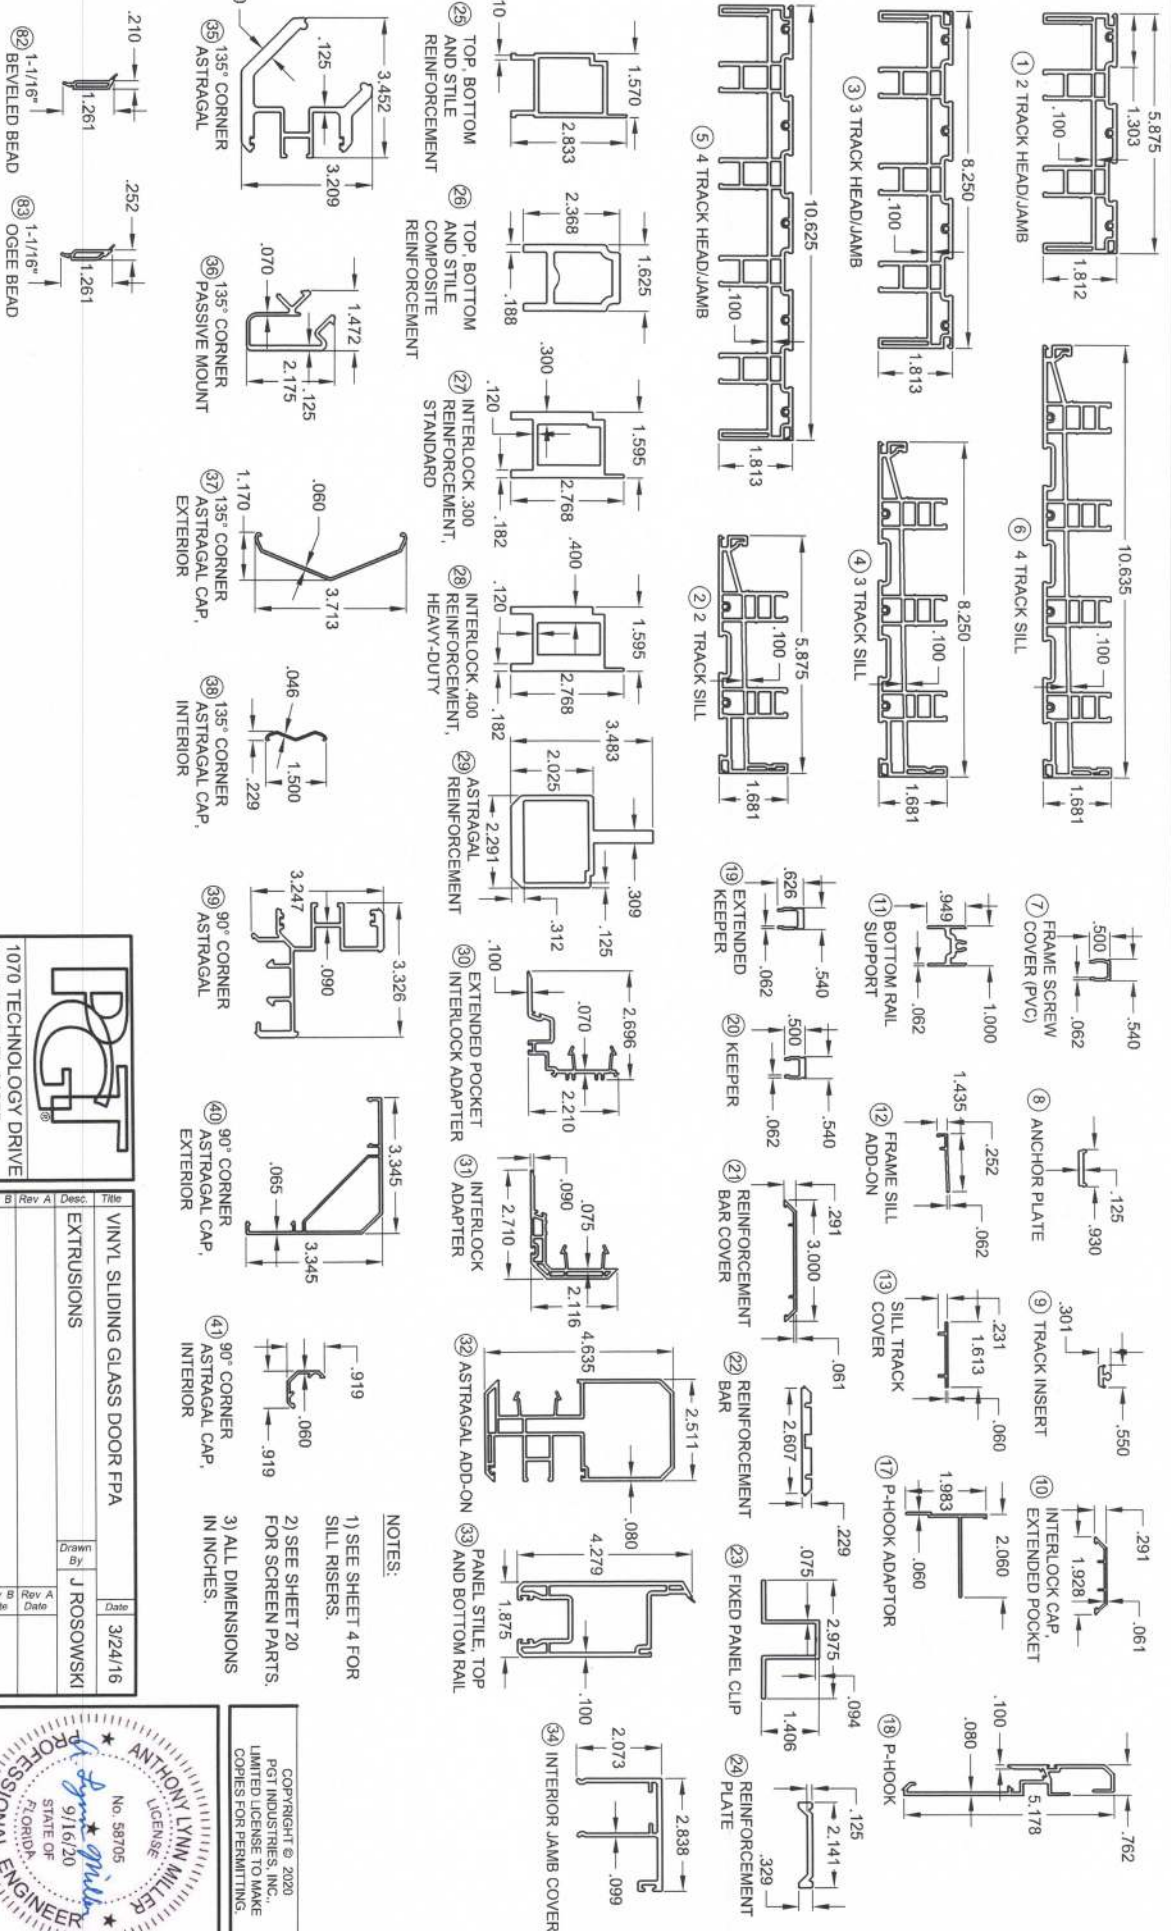 5.875
1.303
.100
1.812
① 2 TRACK HEAD/JAMB
10.635
.100
1.681
⑥ 4 TRACK SILL
8.250
.100
1.813
③ 3 TRACK HEAD/JAMB
8.250
.100
1.681
④ 3 TRACK SILL
10.625
.100
1.813
⑤ 4 TRACK HEAD/JAMB
5.875
.100
1.681
② 2 TRACK SILL
.540
.500
.062
⑦ FRAME SCREW
COVER (PVC)
.125
.930
⑧ ANCHOR PLATE
.301
.550
⑨ TRACK INSERT
.291
1.928
.061
⑩ INTERLOCK CAP,
EXTENDED POCKET
1.000
.949
.062
⑪ BOTTOM RAIL
SUPPORT
.252
1.435
.062
⑫ FRAME SILL
ADD-ON
.231
1.613
.060
⑬ SILL TRACK
COVER
1.983
2.060
.060
⑰ P-HOOK ADAPTOR
.762
.100
.080
5.178
⑱ P-HOOK
.540
.626
.062
⑲ EXTENDED
KEEPER
.540
.500
.062
⑳ KEEPER
.291
3.000
.061
㉑ REINFORCEMENT
BAR COVER
2.607
.229
㉒ REINFORCEMENT
BAR
2.975
.075
.094
1.406
㉓ FIXED PANEL CLIP
.125
2.141
.329
㉔ REINFORCEMENT
PLATE
1.570
2.833
㉕ TOP, BOTTOM
AND STILE
REINFORCEMENT
1.625
2.368
.188
㉖ TOP, BOTTOM
AND STILE
COMPOSITE
REINFORCEMENT
1.595
.300
.120
2.768
.182
㉗ INTERLOCK .300
REINFORCEMENT,
STANDARD
1.595
.400
.120
2.768
.182
㉘ INTERLOCK .400
REINFORCEMENT,
HEAVY-DUTY
3.483
2.025
.309
.125
2.291
.312
㉙ ASTRAGAL
REINFORCEMENT
2.696
.070
.100
2.210
㉚ EXTENDED POCKET
INTERLOCK ADAPTER
.090
.075
2.710
2.116
㉛ INTERLOCK
ADAPTER
2.511
4.635
.080
㉜ ASTRAGAL ADD-ON
4.279
1.875
.100
㉝ PANEL STILE, TOP
AND BOTTOM RAIL
2.838
2.073
.099
㉞ INTERIOR JAMB COVER
3.452
.125
3.209
㉟ 135° CORNER
ASTRAGAL
1.472
.070
.125
2.175
㊱ 135° CORNER
PASSIVE MOUNT
.060
1.170
3.713
㊲ 135° CORNER
ASTRAGAL CAP,
EXTERIOR
.046
1.500
.229
㊳ 135° CORNER
ASTRAGAL CAP,
INTERIOR
3.326
3.247
.090
㊴ 90° CORNER
ASTRAGAL
3.345
.065
3.345
㊵ 90° CORNER
ASTRAGAL CAP,
EXTERIOR
.919
.060
.919
㊶ 90° CORNER
ASTRAGAL CAP,
INTERIOR
NOTES:
1) SEE SHEET 4 FOR
SILL RISERS.
2) SEE SHEET 20
FOR SCREEN PARTS.
3) ALL DIMENSIONS
IN INCHES.
.210
1.261
82 1-1/16"
BEVELED BEAD
.252
1.261
83 1-1/16"
OGEE BEAD
PGT®
1070 TECHNOLOGY DRIVE
Title VINYL SLIDING GLASS DOOR FPA Date 3/24/16
Desc. EXTRUSIONS Drawn By J ROSOWSKI
Rev A Rev A Date
COPYRIGHT © 2020
PGT INDUSTRIES, INC.,
LIMITED LICENSE TO MAKE
COPIES FOR PERMITTING.
ANTHONY LYNN MILLER
LICENSE
No. 58705
A. Lynn Miller
9/16/20
STATE OF
FLORIDA
PROFESSIONAL ENGINEER